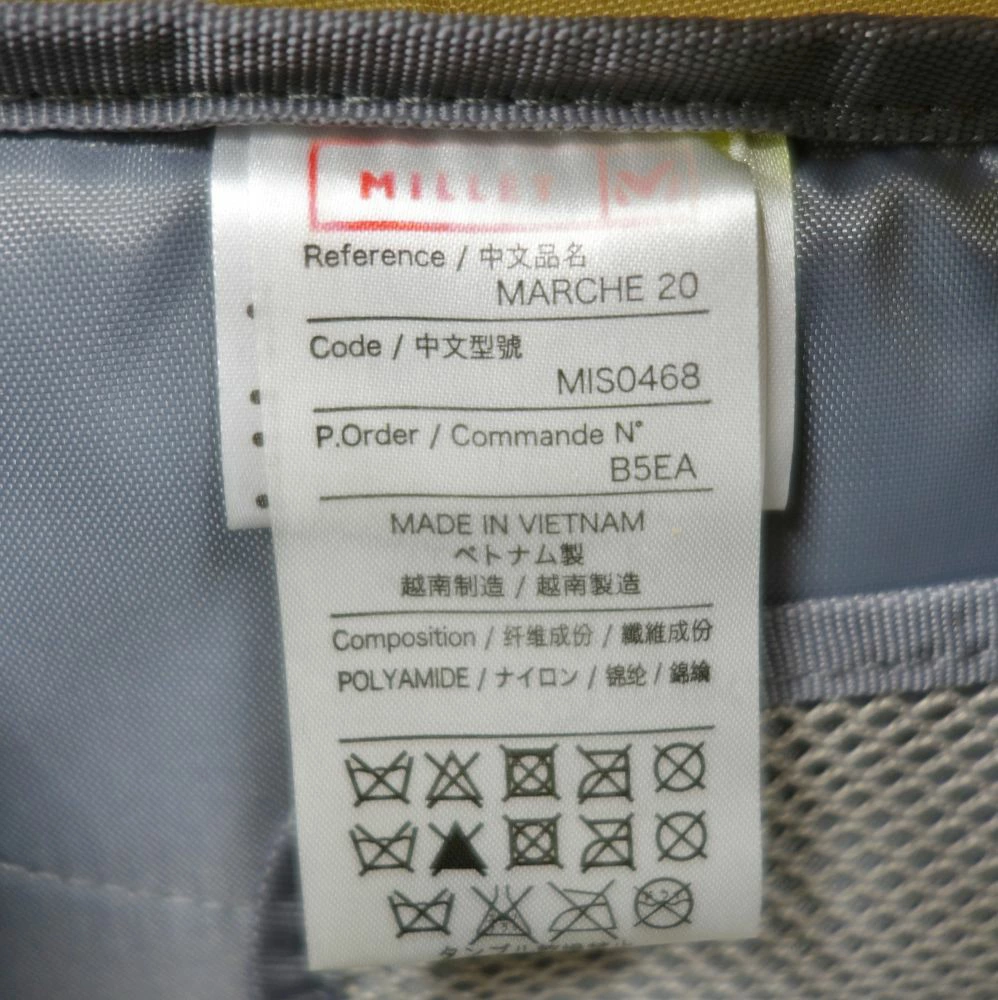 MILLET
Reference / 中文品名
MARCHE 20
Code / 中文型號
MIS0468
P.Order / Commande N°
B5EA
MADE IN VIETNAM
ベトナム製
越南制造 / 越南製造
Composition / 纤维成份 / 纖維成份
POLYAMIDE / ナイロン / 锦纶 / 錦綸